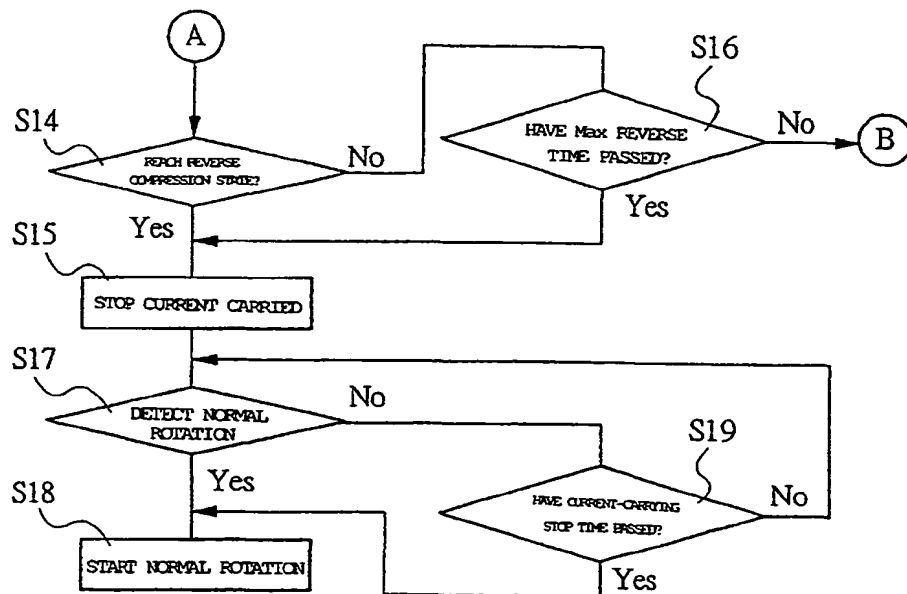 A
S16
S14
HAVE Max REVERSE
TIME PASSED?
No
B
REACH REVERSE
COMPRESSION STATE?
No
Yes
Yes
S15
STOP CURRENT CARRIED
S17
DETECT NORMAL
ROTATION
No
S19
Yes
HAVE CURRENT-CARRYING
STOP TIME PASSED?
No
S18
START NORMAL ROTATION
Yes